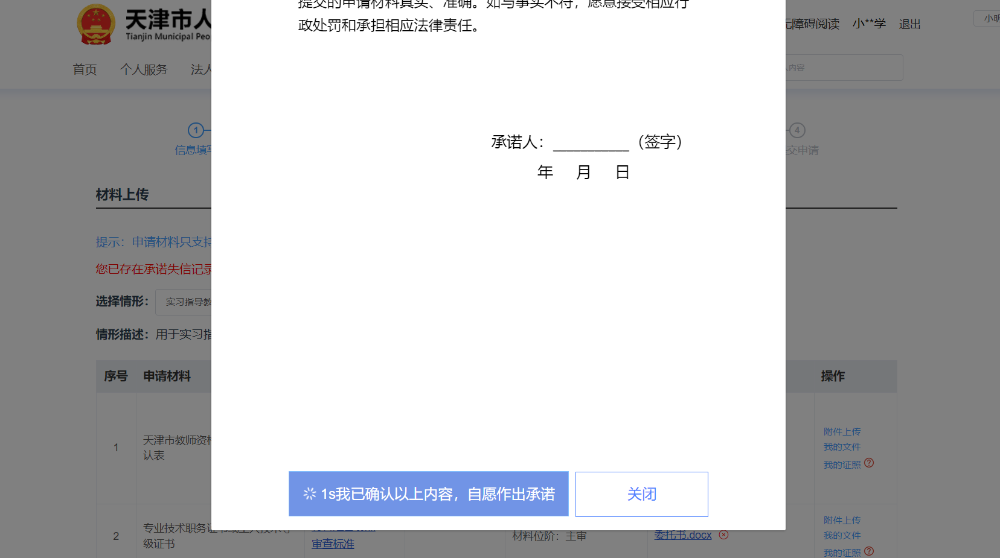 天津市人
Tianjin Municipal Peo
无障碍阅读 小**学 退出
小明
首页 个人服务 法人
入内容
提交的申请材料真实、准确。如与事实不符，愿意接受相应行
政处罚和承担相应法律责任。
承诺人：__________（签字）
年 月 日
1
信息填写
4
交申请
材料上传
提示：申请材料只支持
您已存在承诺失信记录
选择情形： 实习指导教
情形描述： 用于实习指
序号 申请材料 操作
1
天津市教师资格
认表
附件上传
我的文件
我的证照
2
专业技术职务证书或工人技术等
级证书
审查标准
材料位阶：主审
委托书.docx
附件上传
我的文件
我的证照
1s我已确认以上内容，自愿作出承诺
关闭